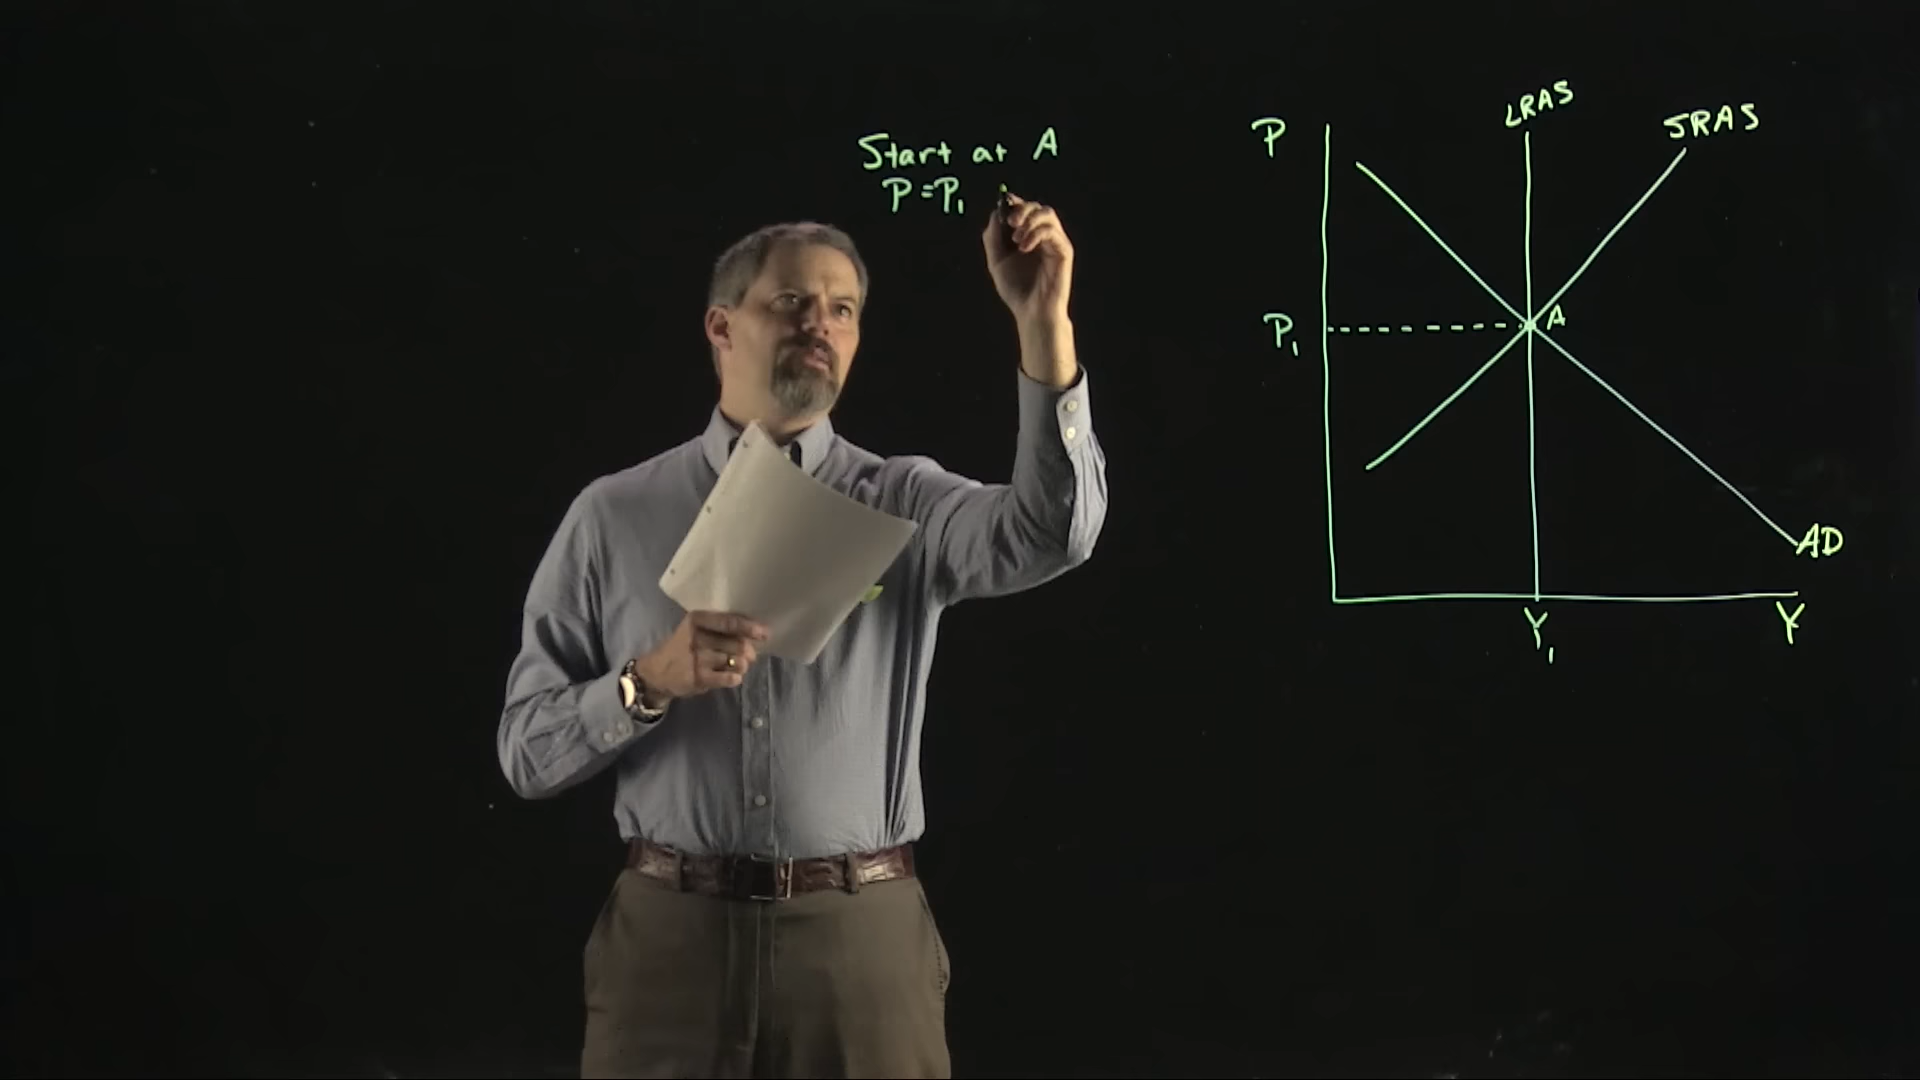 Start at A
P=P₁
P
LRAS
SRAS
P₁
A
AD
Y₁
Y